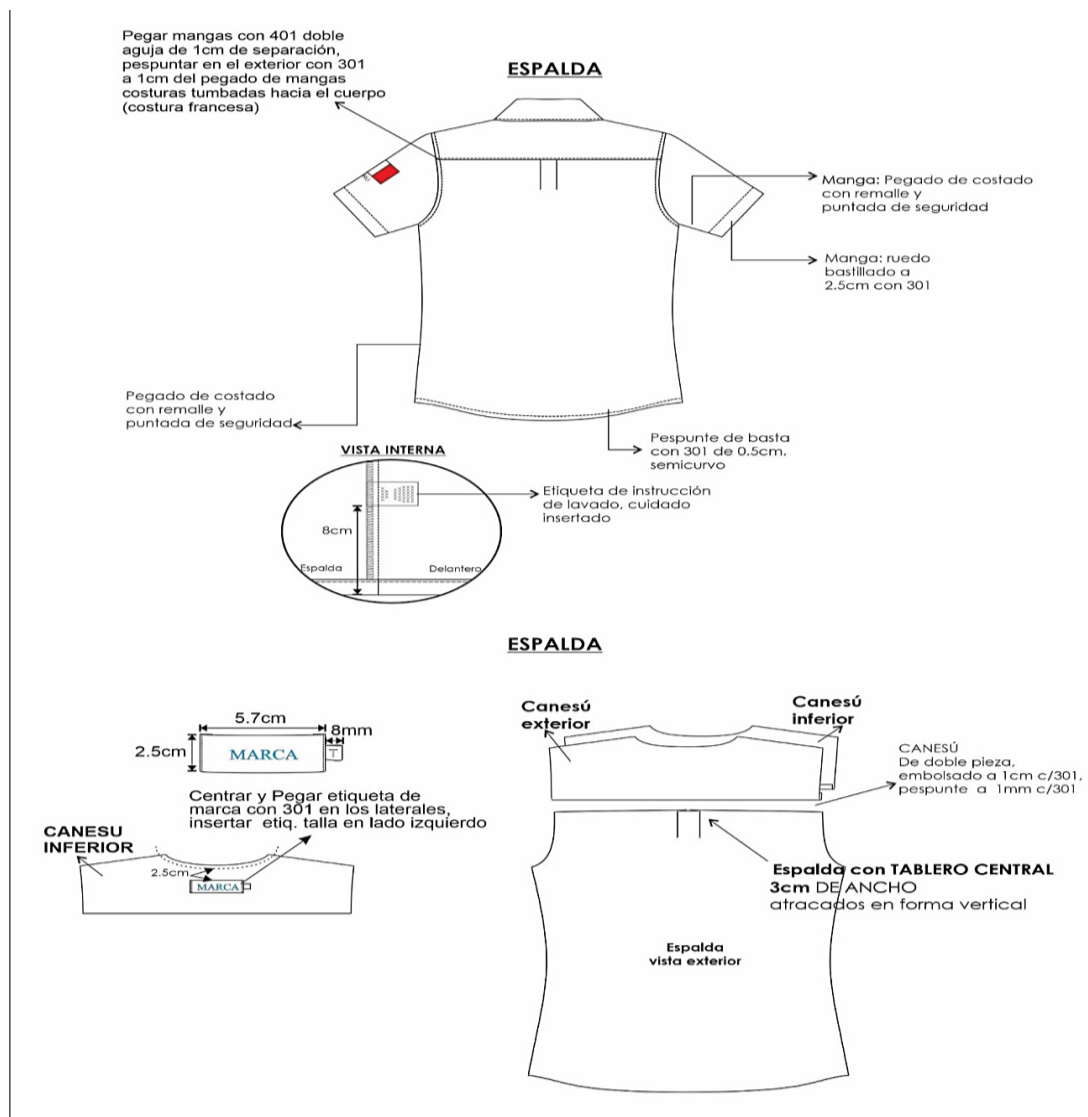 Pegar mangas con 401 doble
aguja de 1cm de separación,
pespuntar en el exterior con 301
a 1cm del pegado de mangas
costuras tumbadas hacia el cuerpo
(costura francesa)
ESPALDA
Manga: Pegado de costado
con remalle y
puntada de seguridad
Manga: ruedo
bastillado a
2.5cm con 301
Pegado de costado
con remalle y
puntada de seguridad
Pespunte de basta
con 301 de 0.5cm.
semicurvo
VISTA INTERNA
Etiqueta de instrucción
de lavado, cuidado
insertado
8cm
Espalda
Delantero
ESPALDA
5.7cm
8mm
2.5cm
MARCA
T
Centrar y Pegar etiqueta de
marca con 301 en los laterales,
insertar etiq. talla en lado izquierdo
CANESU
INFERIOR
2.5cm
MARCA
Canesú
exterior
Canesú
inferior
CANESÚ
De doble pieza,
embolsado a 1cm c/301,
pespunte a 1mm c/301
Espalda con TABLERO CENTRAL
3cm DE ANCHO
atracados en forma vertical
Espalda
vista exterior